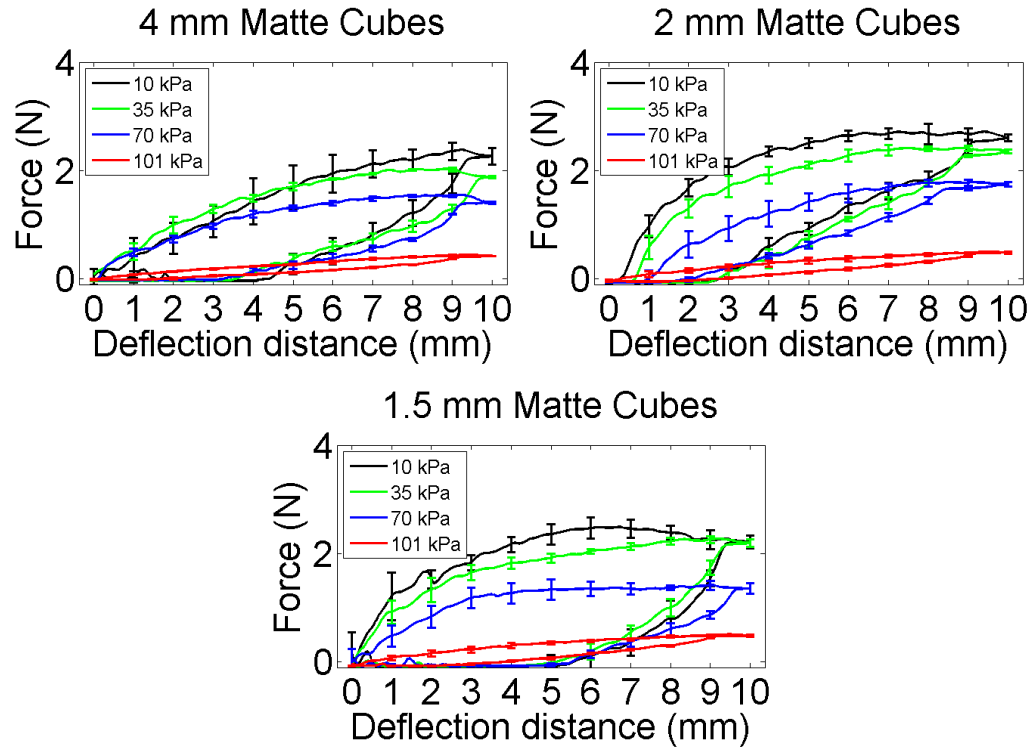 4 mm Matte Cubes
4
2
0
Force (N)
10 kPa
35 kPa
70 kPa
101 kPa
0 1 2 3 4 5 6 7 8 9 10
Deflection distance (mm)
2 mm Matte Cubes
4
2
0
Force (N)
10 kPa
35 kPa
70 kPa
101 kPa
0 1 2 3 4 5 6 7 8 9 10
Deflection distance (mm)
1.5 mm Matte Cubes
4
2
0
Force (N)
10 kPa
35 kPa
70 kPa
101 kPa
0 1 2 3 4 5 6 7 8 9 10
Deflection distance (mm)